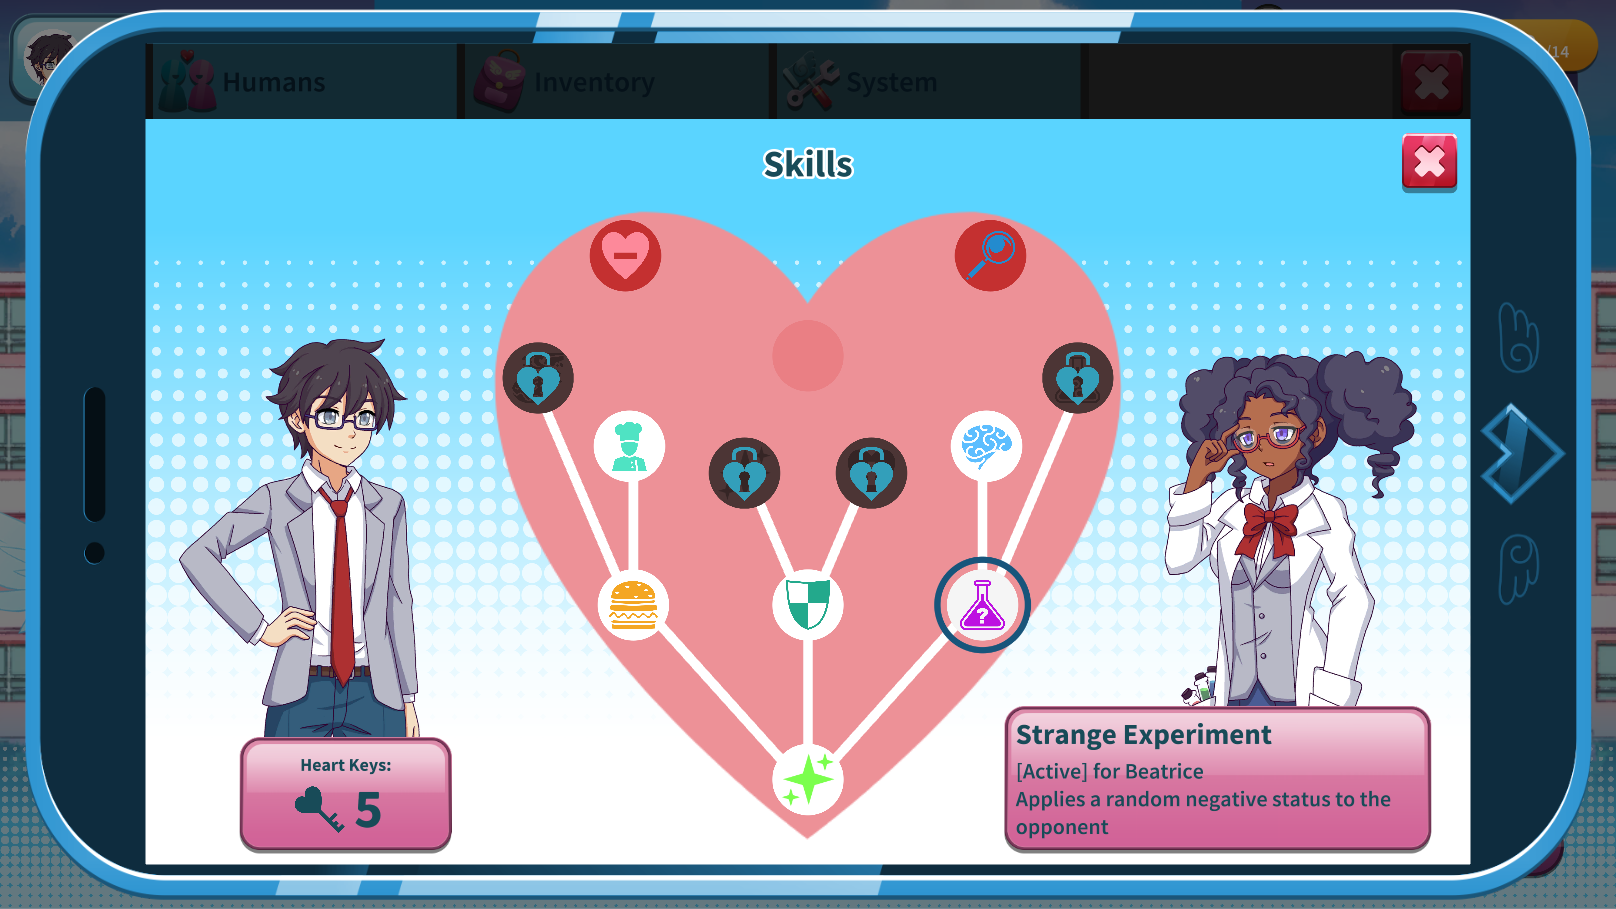 Humans
Inventory
System
/14
Skills
Heart Keys:
5
?
Strange Experiment
[Active] for Beatrice
Applies a random negative status to the
opponent